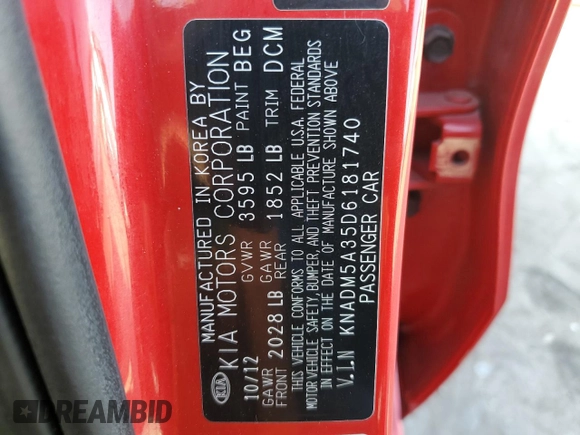 MANUFACTURED IN KOREA BY
KIA KIA MOTORS CORPORATION
10/12 GVWR 3595 LB PAINT BEG
GAWR FRONT 2028 LB GAWR REAR 1852 LB TRIM DCM
THIS VEHICLE CONFORMS TO ALL APPLICABLE U.S.A. FEDERAL
MOTOR VEHICLE SAFETY, BUMPER, AND THEFT PREVENTION STANDARDS
IN EFFECT ON THE DATE OF MANUFACTURE SHOWN ABOVE
V.I.N KNADM5A35D6181740
PASSENGER CAR
DREAMBID